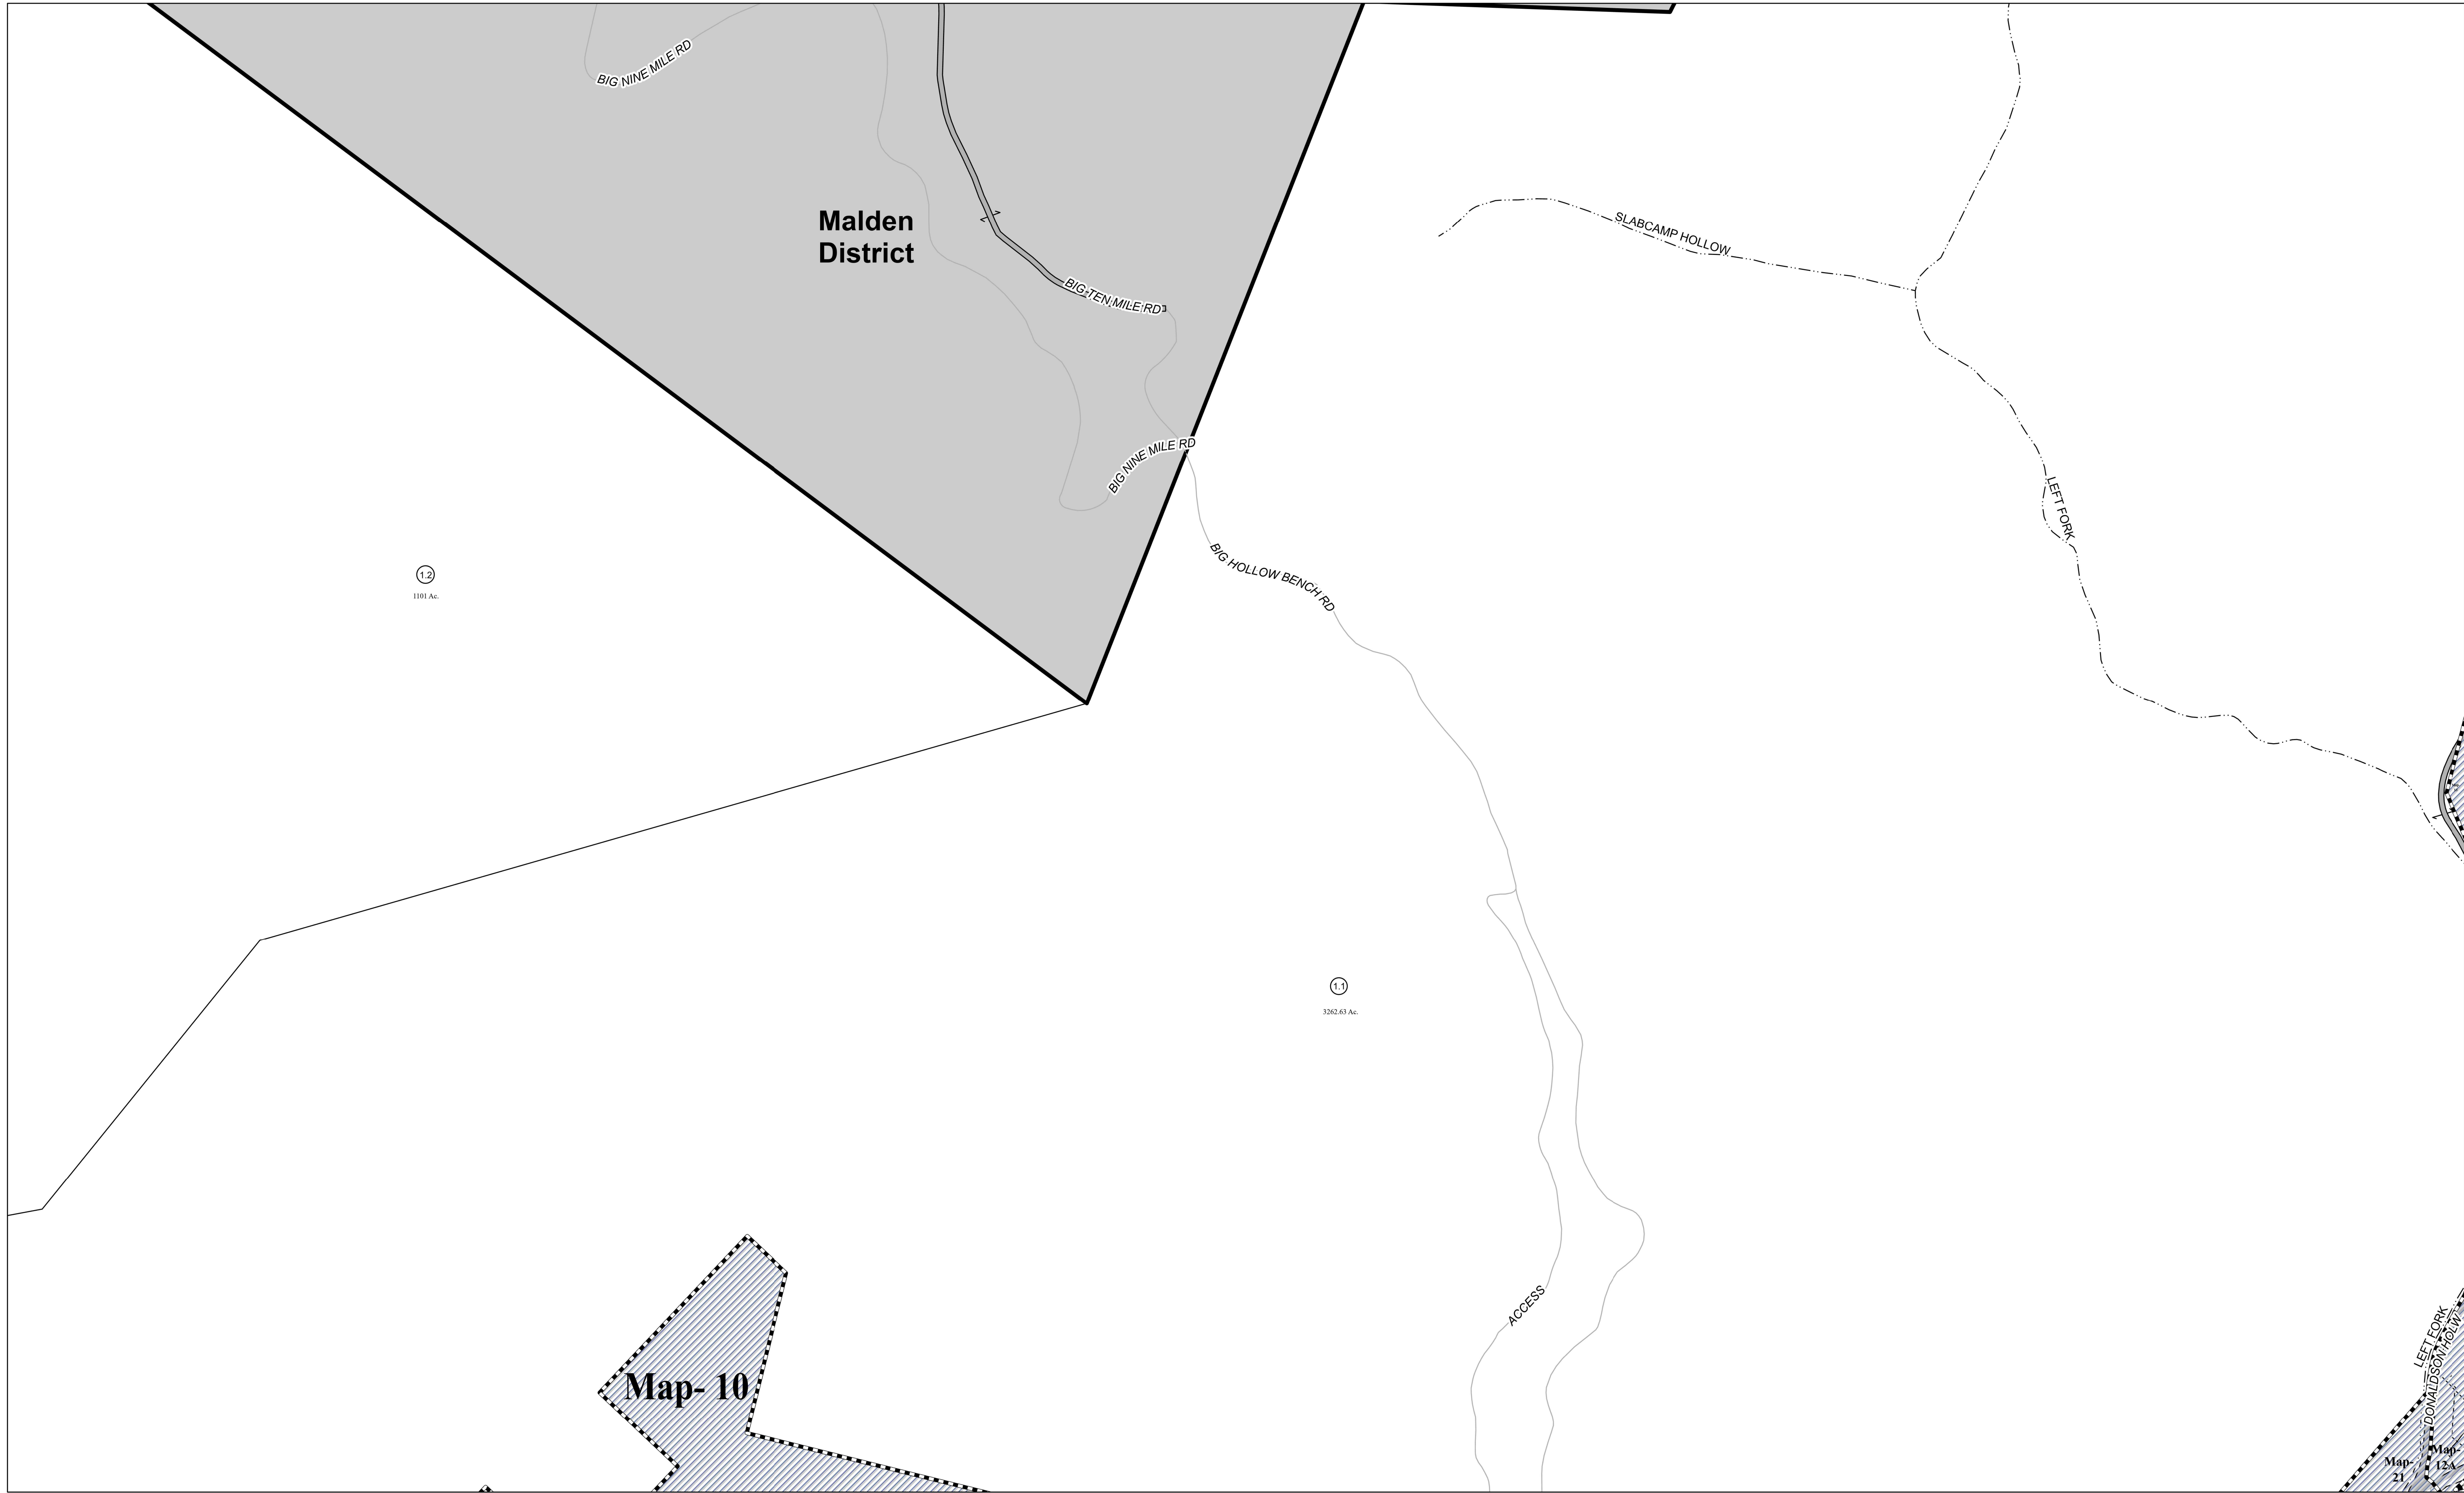 BIG NINE MILE RD
Malden
District
SLABCAMP HOLLOW
BIG TEN MILE RD
BIG NINE MILE RD
LEFT FORK
BIG HOLLOW BENCH RD
1.2
1101 Ac.
1.1
3262.63 Ac.
ACCESS
LEFT FORK
DONALDSON HOLW
Map- 10
Map-
12A
Map-
21